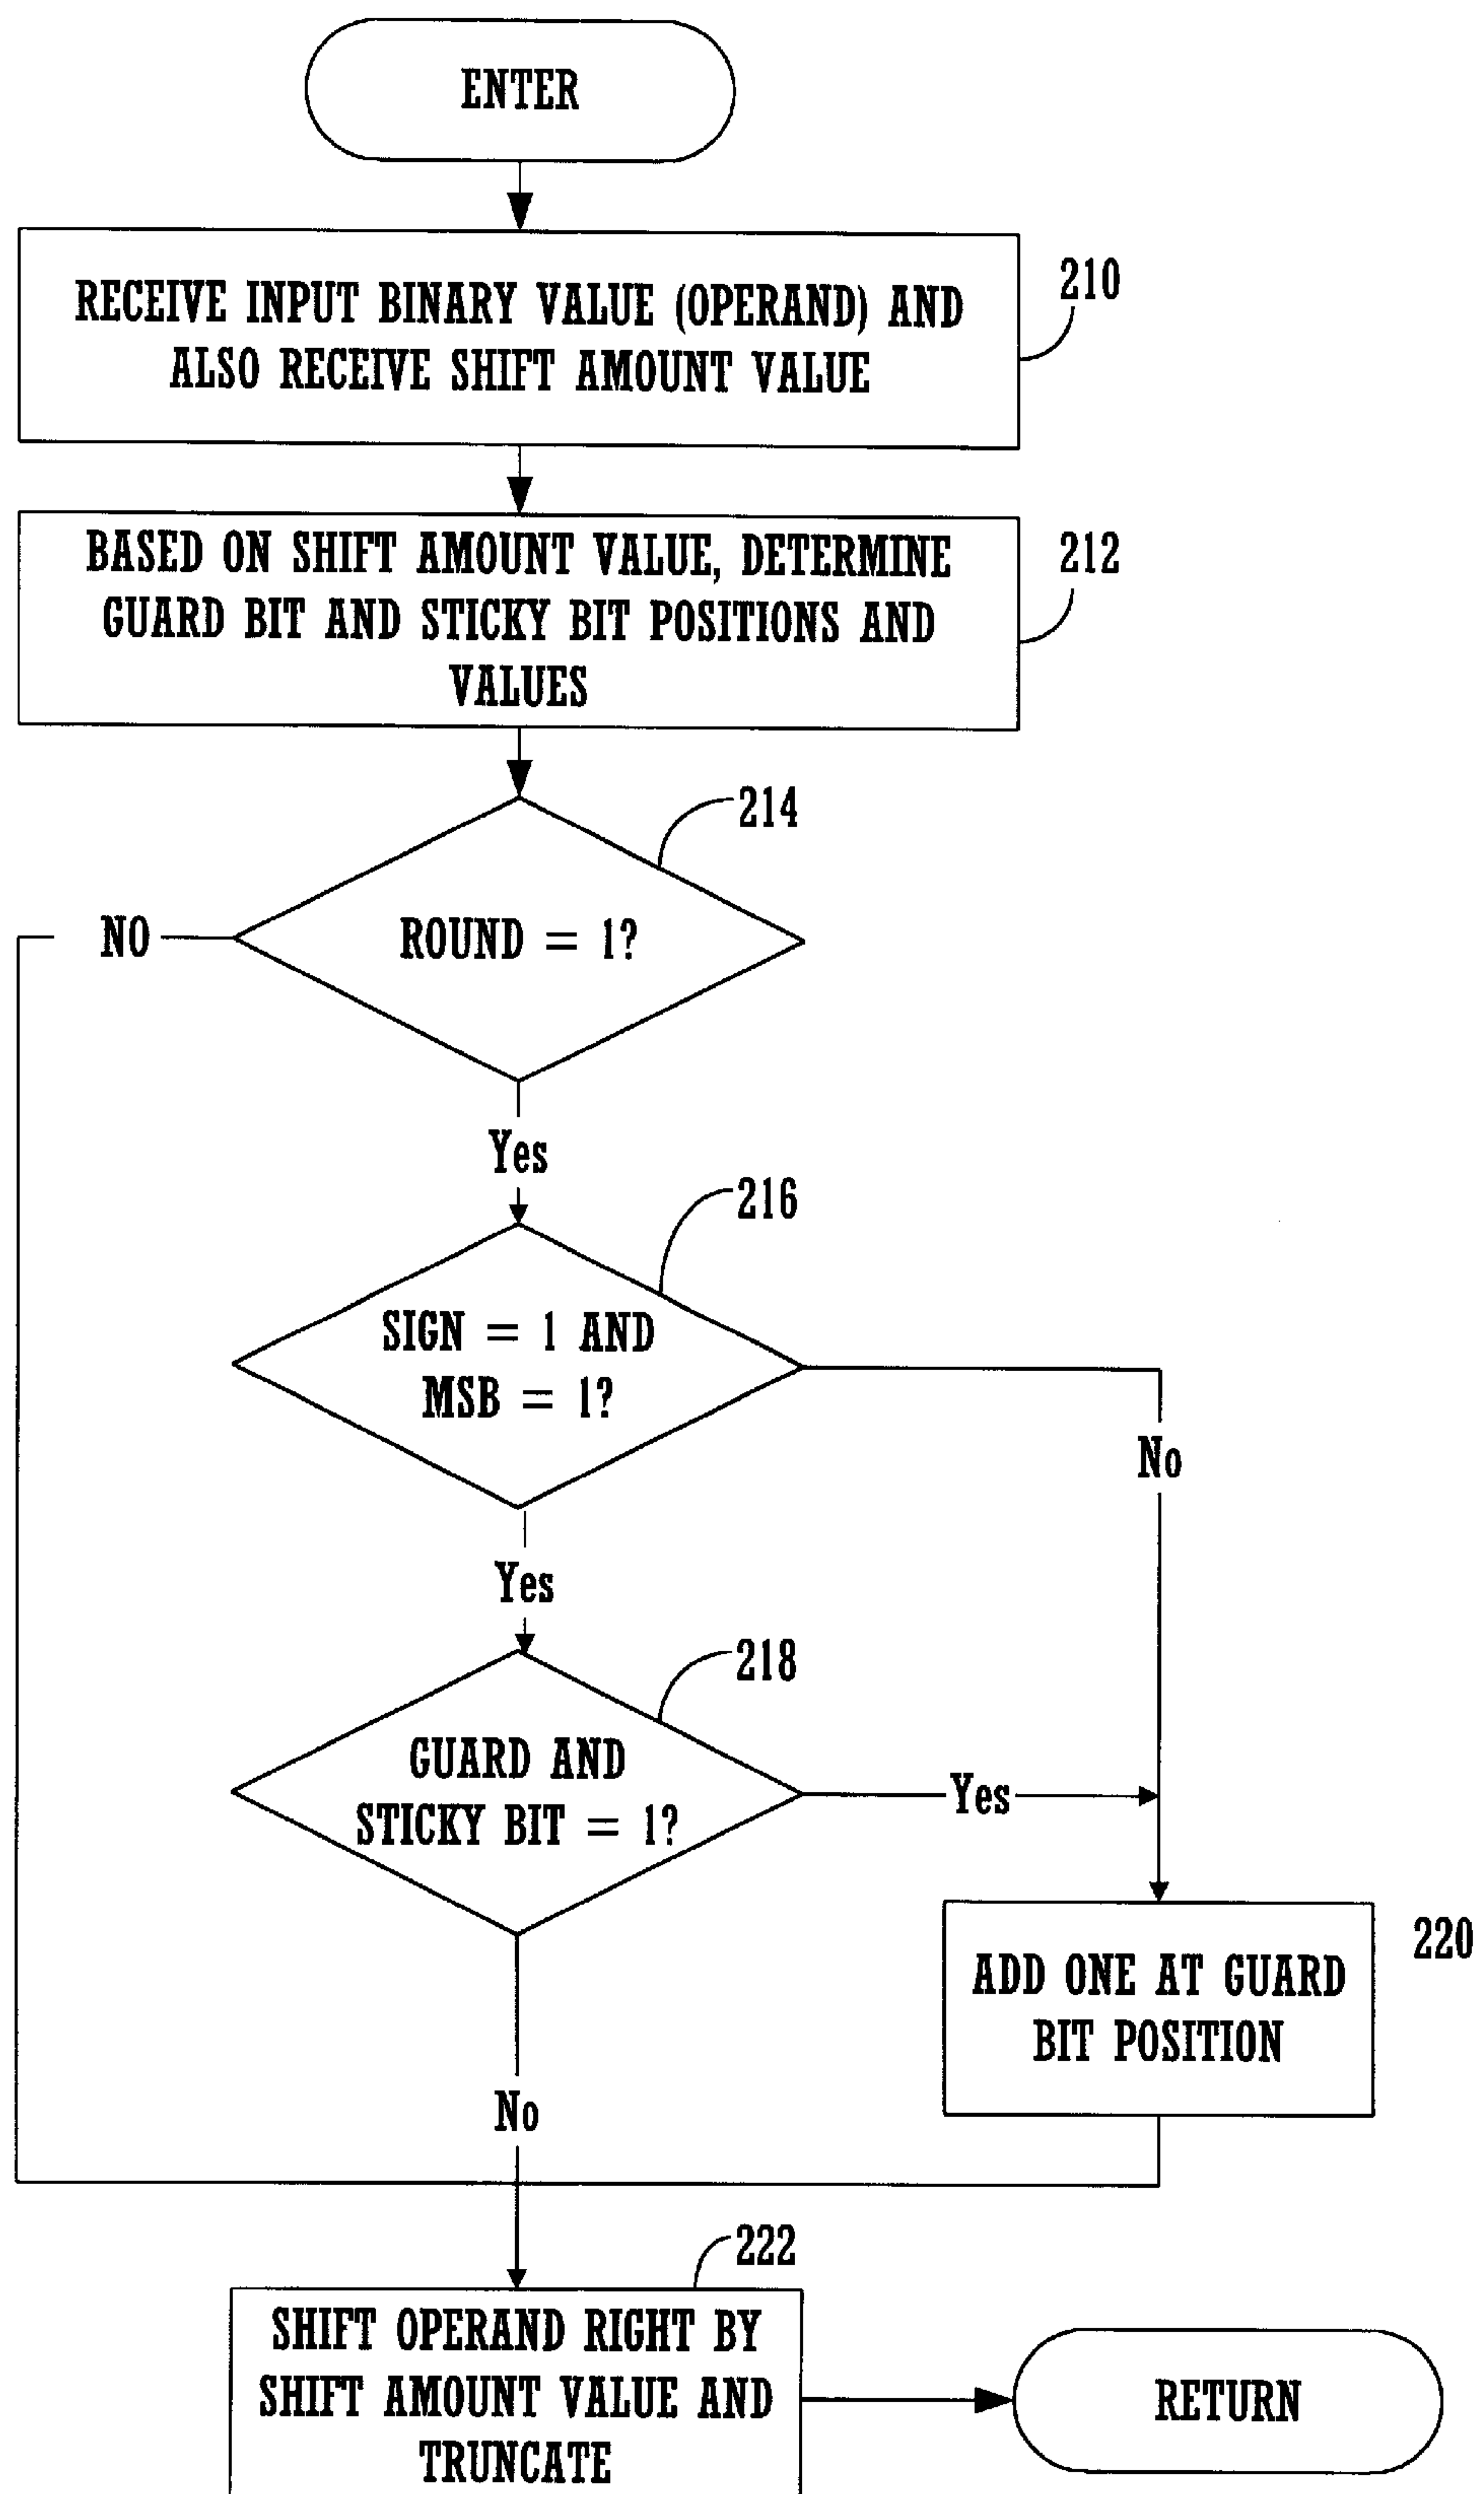 ENTER
RECEIVE INPUT BINARY VALUE (OPERAND) AND
ALSO RECEIVE SHIFT AMOUNT VALUE
210
BASED ON SHIFT AMOUNT VALUE, DETERMINE
GUARD BIT AND STICKY BIT POSITIONS AND
VALUES
212
214
ROUND = 1?
NO
Yes
216
SIGN = 1 AND
MSB = 1?
No
Yes
218
GUARD AND
STICKY BIT = 1?
Yes
220
ADD ONE AT GUARD
BIT POSITION
No
222
SHIFT OPERAND RIGHT BY
SHIFT AMOUNT VALUE AND
TRUNCATE
RETURN